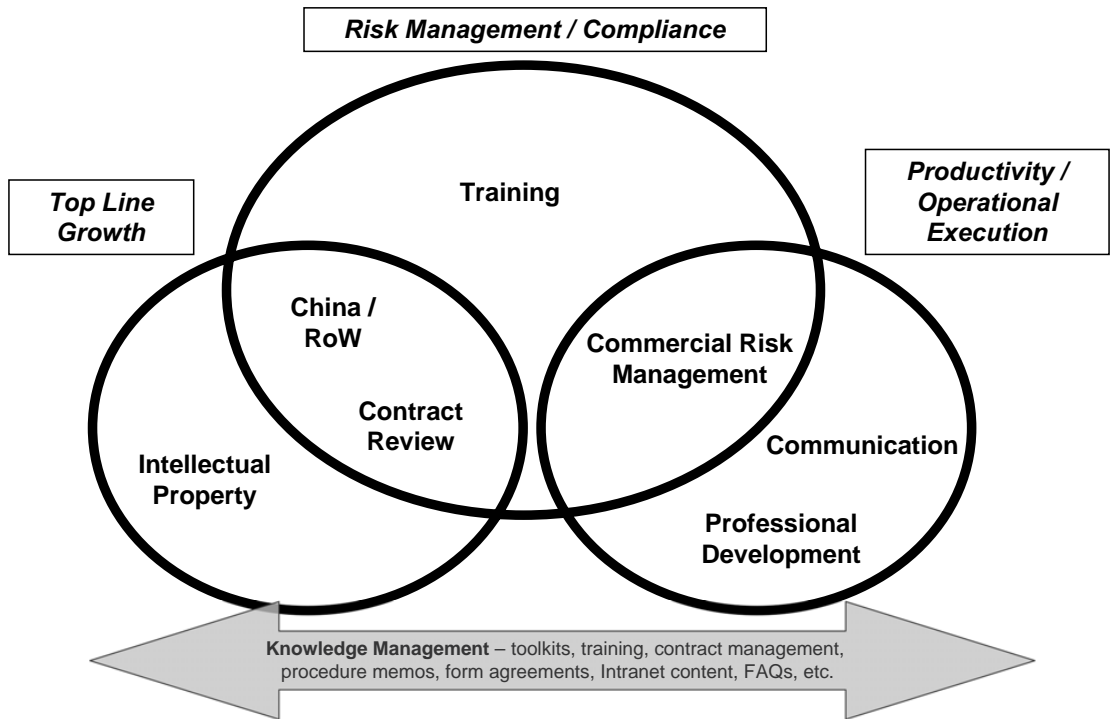 Risk Management / Compliance
Top Line
Growth
Productivity /
Operational
Execution
Training
China /
RoW
Contract
Review
Intellectual
Property
Commercial Risk
Management
Communication
Professional
Development
Knowledge Management – toolkits, training, contract management,
procedure memos, form agreements, Intranet content, FAQs, etc.